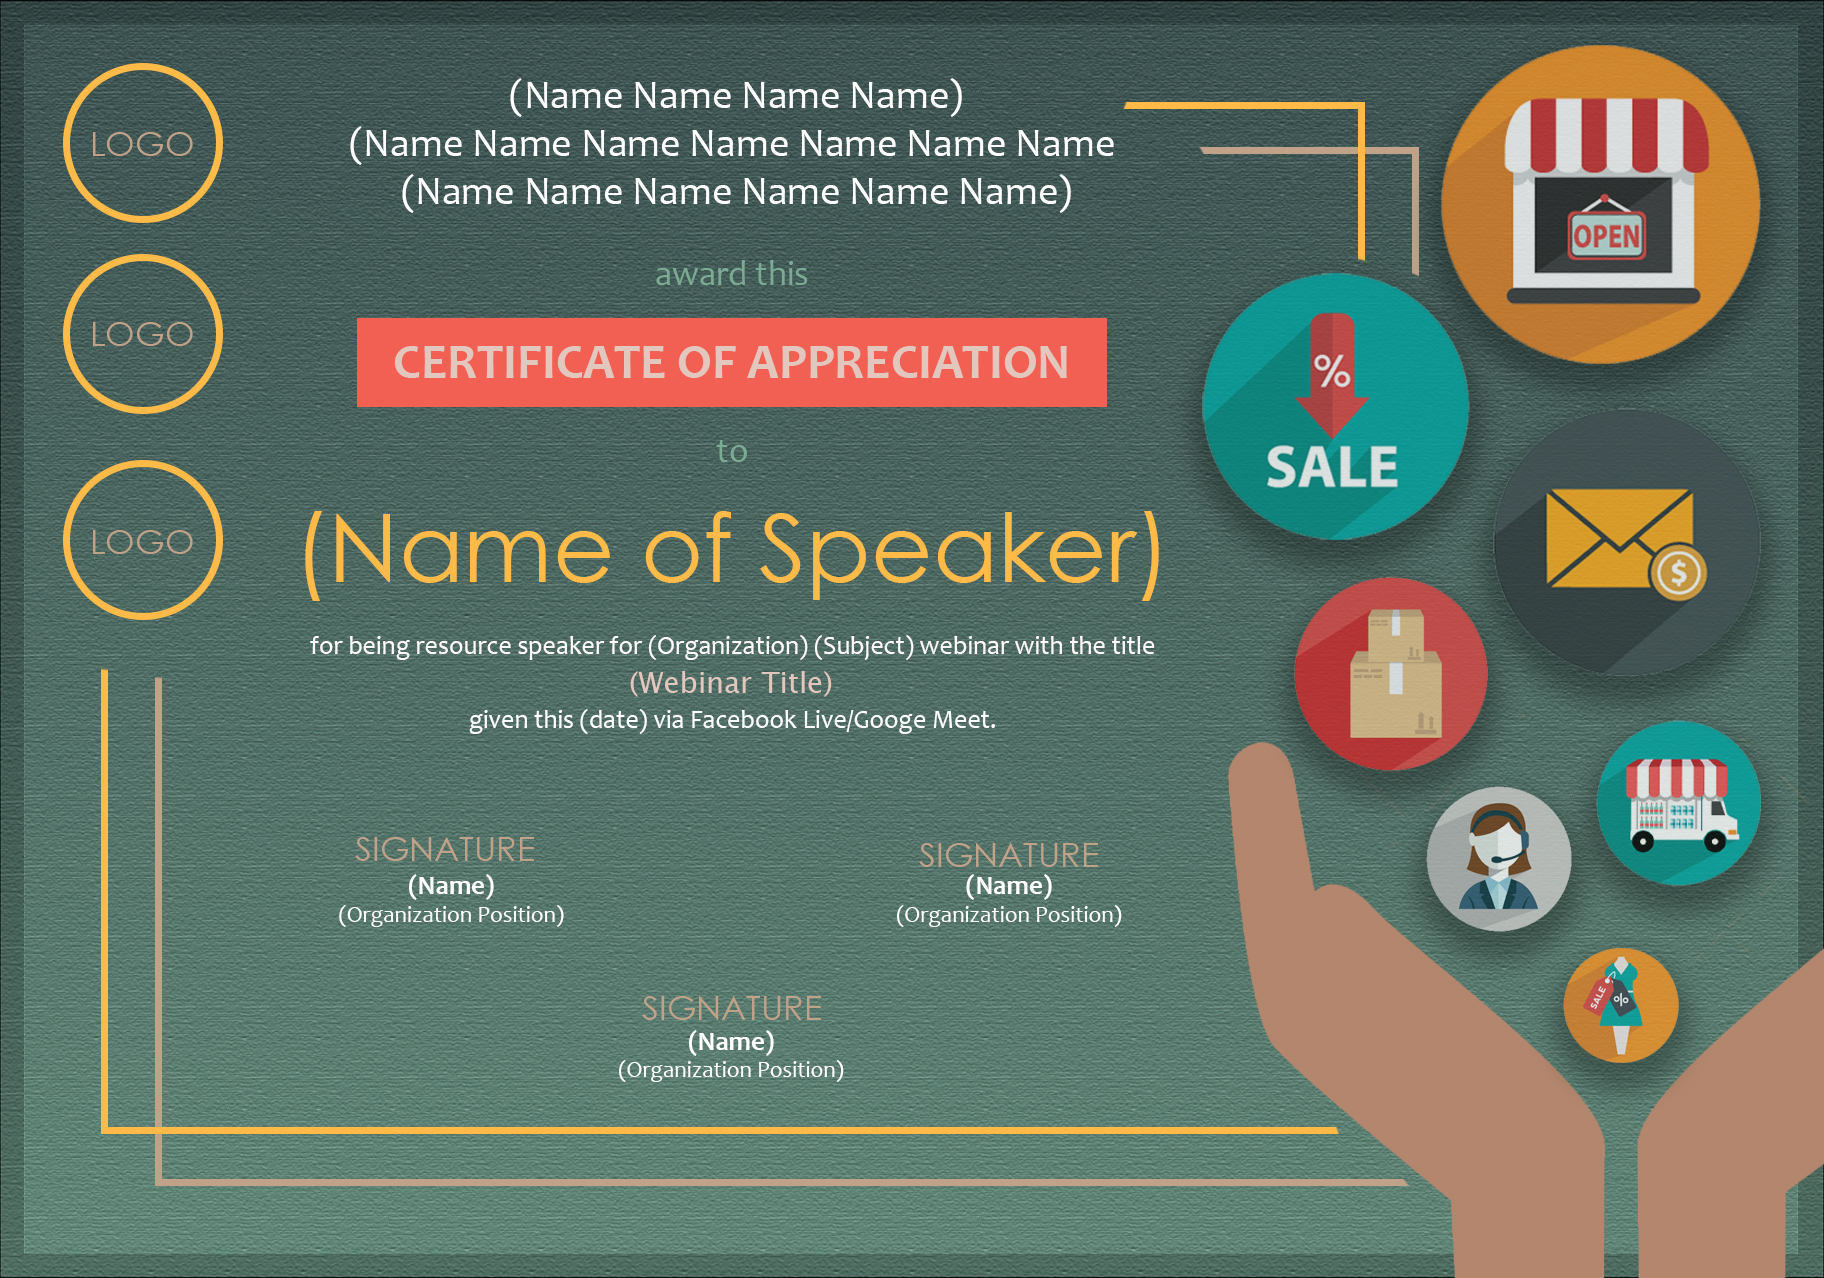 LOGO
LOGO
LOGO
(Name Name Name Name)
(Name Name Name Name Name Name Name
(Name Name Name Name Name Name)
award this
CERTIFICATE OF APPRECIATION
to
(Name of Speaker)
for being resource speaker for (Organization) (Subject) webinar with the title
(Webinar Title)
given this (date) via Facebook Live/Googe Meet.
SIGNATURE
(Name)
(Organization Position)
SIGNATURE
(Name)
(Organization Position)
SIGNATURE
(Name)
(Organization Position)
OPEN
%
SALE
$
SALE
%